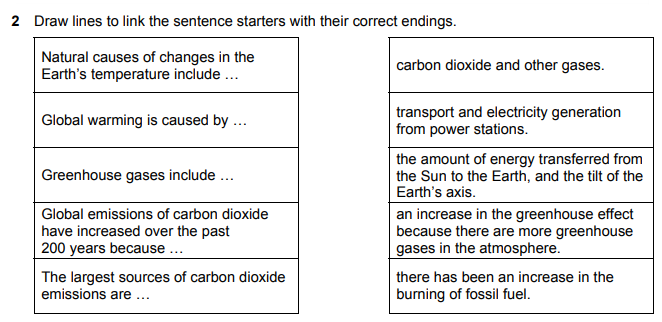 2 Draw lines to link the sentence starters with their correct endings.
Natural causes of changes in the
Earth's temperature include …
carbon dioxide and other gases.
Global warming is caused by …
transport and electricity generation
from power stations.
Greenhouse gases include …
the amount of energy transferred from
the Sun to the Earth, and the tilt of the
Earth's axis.
Global emissions of carbon dioxide
have increased over the past
200 years because …
an increase in the greenhouse effect
because there are more greenhouse
gases in the atmosphere.
The largest sources of carbon dioxide
emissions are …
there has been an increase in the
burning of fossil fuel.